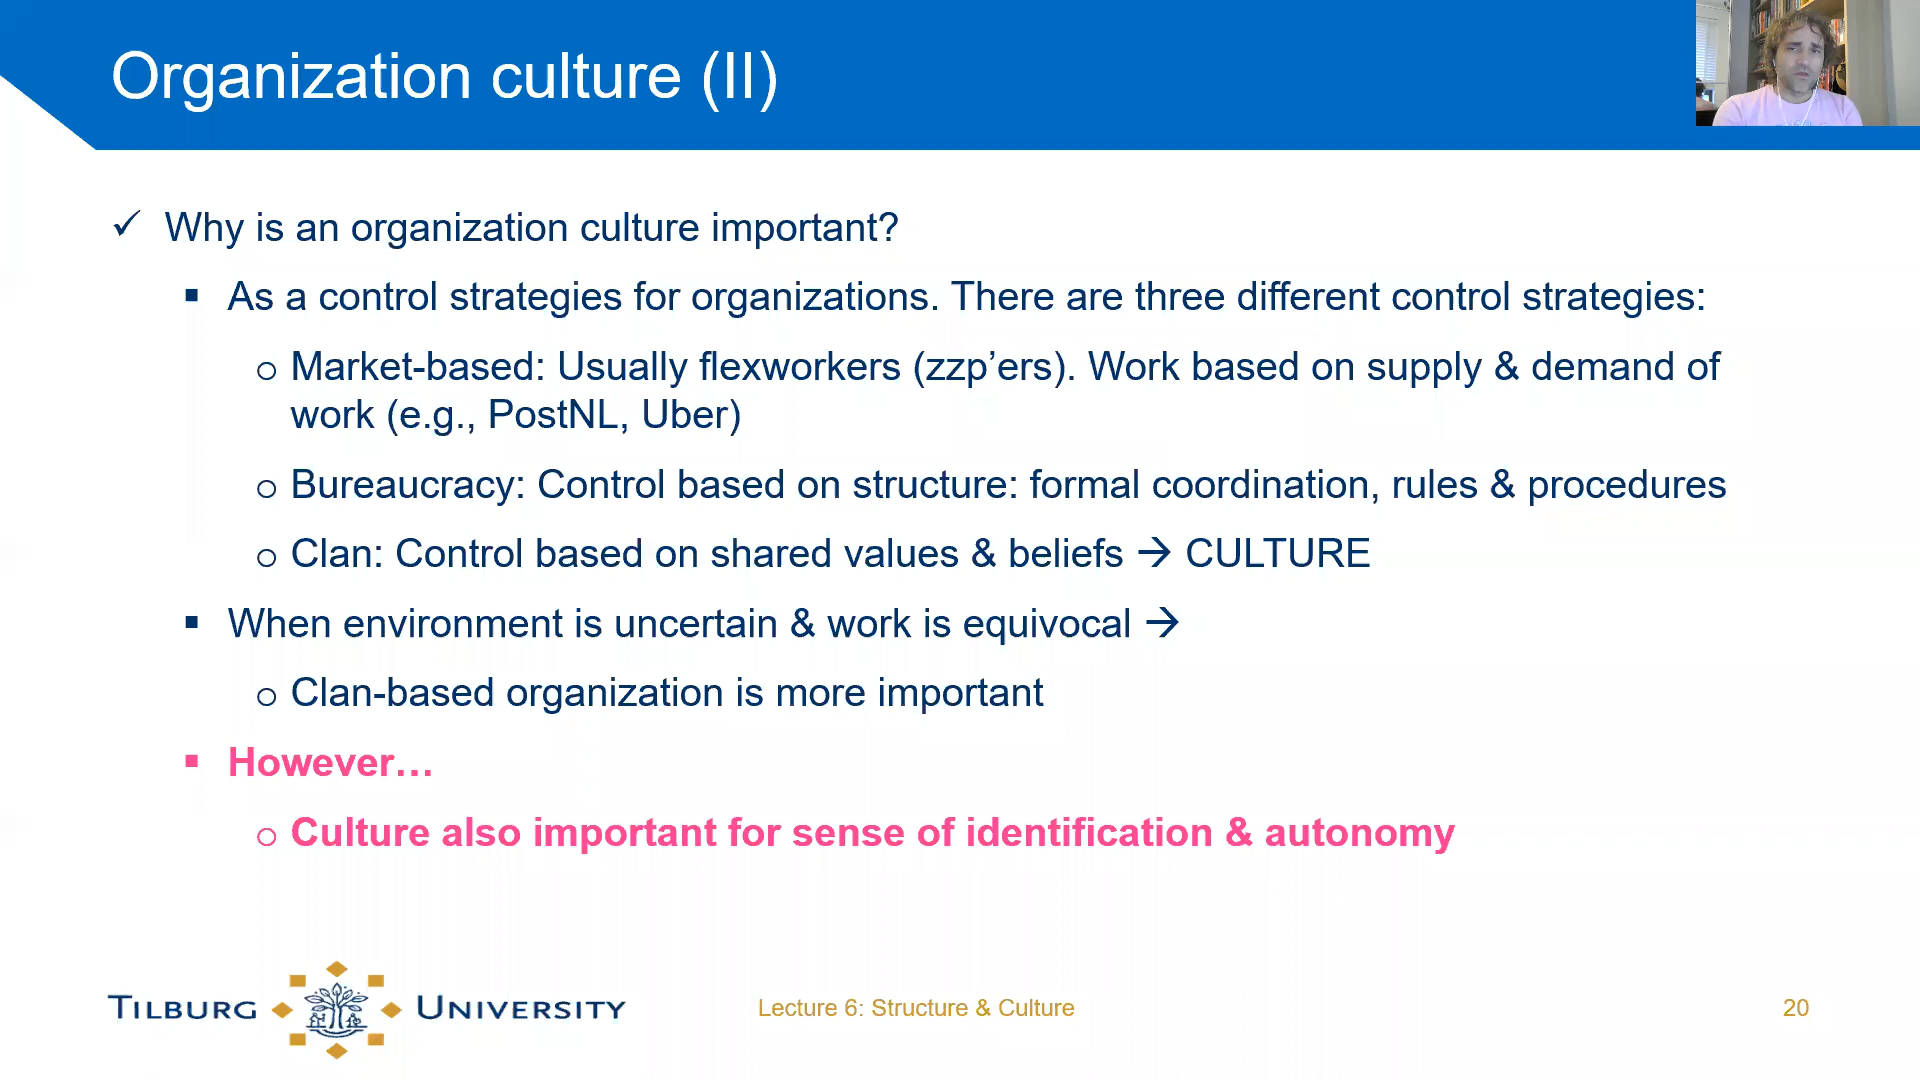 Organization culture (II)
✓ Why is an organization culture important?
▪ As a control strategies for organizations. There are three different control strategies:
o Market-based: Usually flexworkers (zzp’ers). Work based on supply & demand of
work (e.g., PostNL, Uber)
o Bureaucracy: Control based on structure: formal coordination, rules & procedures
o Clan: Control based on shared values & beliefs → CULTURE
▪ When environment is uncertain & work is equivocal →
o Clan-based organization is more important
▪ However…
o Culture also important for sense of identification & autonomy
TILBURG UNIVERSITY
Lecture 6: Structure & Culture
20